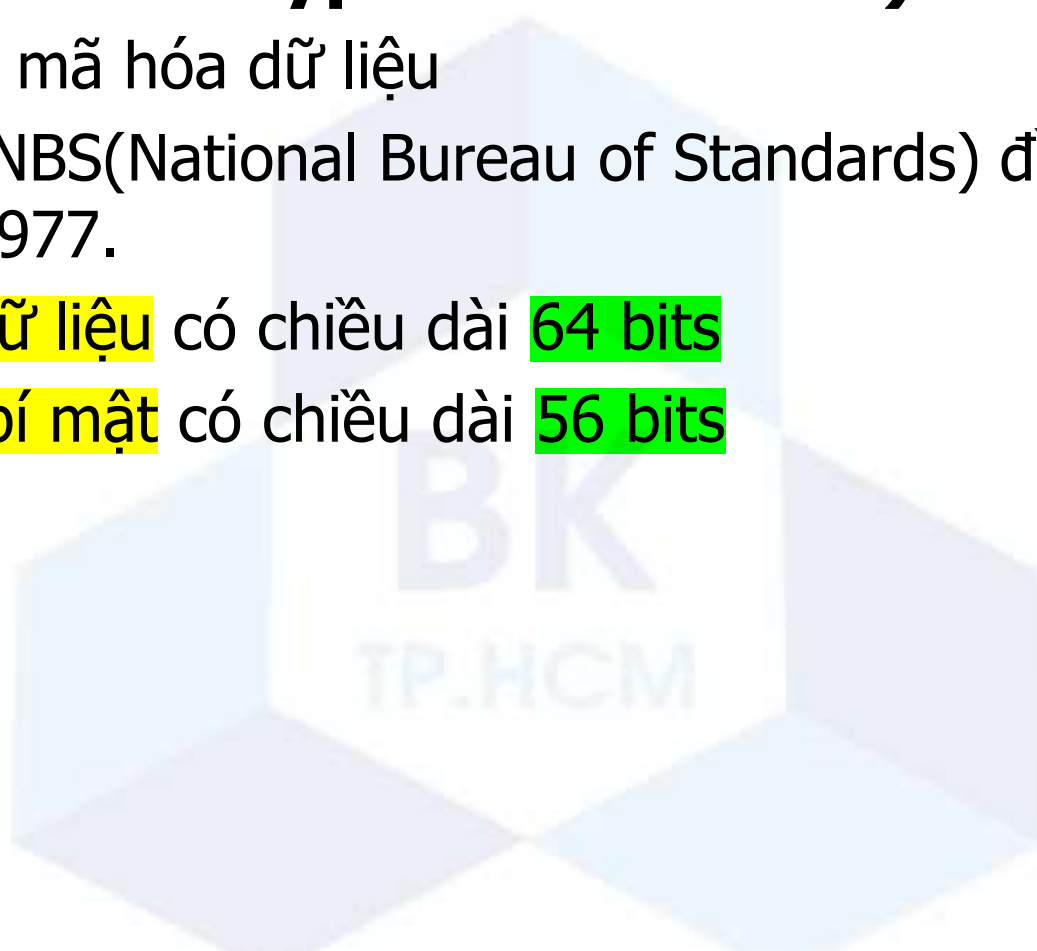 mã hóa dữ liệu
NBS(National Bureau of Standards)
977.
liệu có chiều dài 64 bits
mật có chiều dài 56 bits
BK
TP.HCM